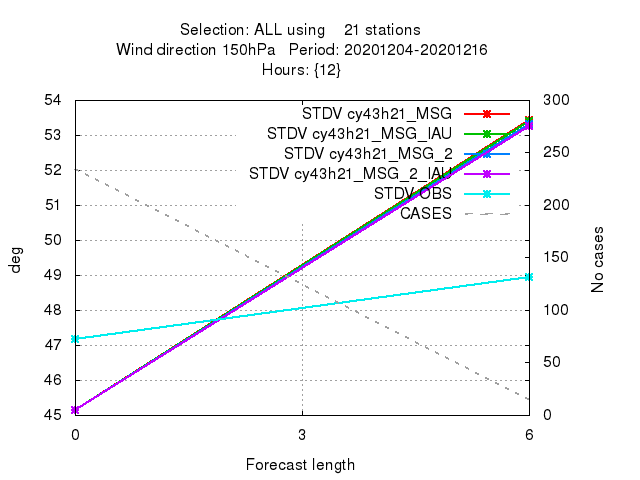 Selection: ALL using 21 stations
Wind direction 150hPa Period: 20201204-20201216
Hours: {12}
54 300
STDV cy43h21_MSG
53 STDV cy43h21_MSG_IAU
250
STDV cy43h21_MSG_2
52
STDV cy43h21_MSG_2_IAU
STDV OBS
51 200
CASES
50
deg
49 150
No cases
48 100
47
50
46
45 0
0 3 6
Forecast length